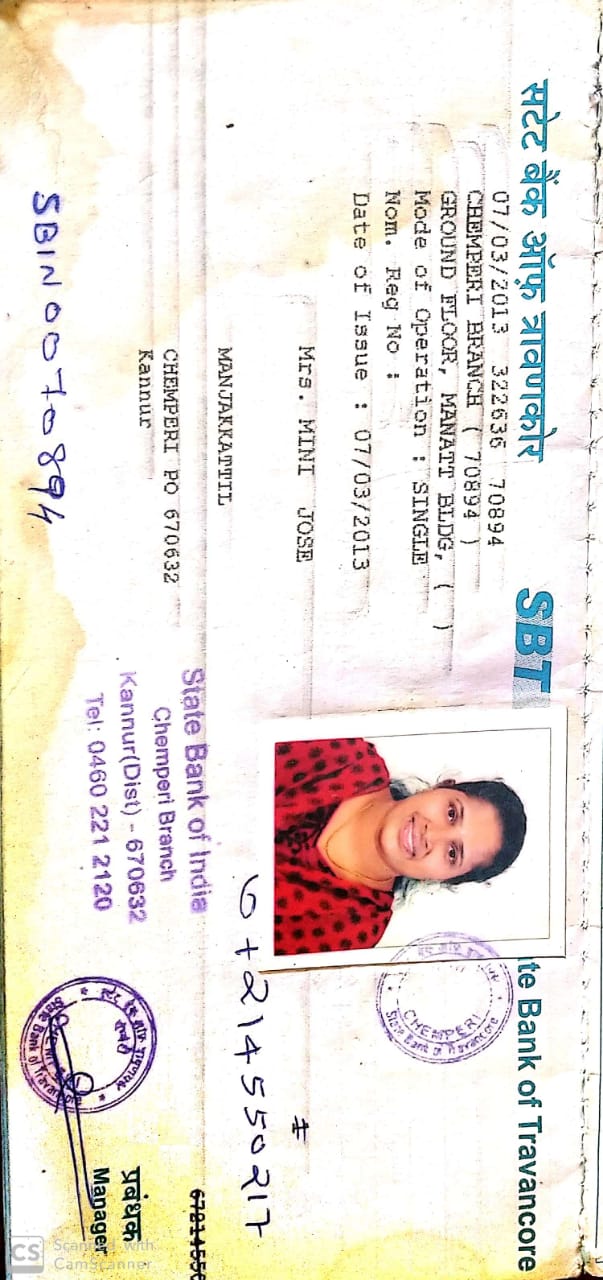 स्टेट बैंक ऑफ़ त्रावणकोर SBT te Bank of Travancore
07/03/2013 322636 70894
CHEMPERI BRANCH ( 70894 )
GROUND FLOOR, MANATT BLDG, ( )
Mode of Operation : SINGLE
Nom. Reg No :
Date of Issue : 07/03/2013
Mrs. MINI JOSE
MANJAKKATTIL
CHEMPERI PO 670632
Kannur
CHEMPERI
State Bank of Travancore
67214550217
State Bank of India
Chemperi Branch
Kannur(Dist) - 670632
Tel: 0460 221 2120
SBIN0070894
State Bank of Travancore
प्रबंधक
Manager
CS Scanned with
CamScanner